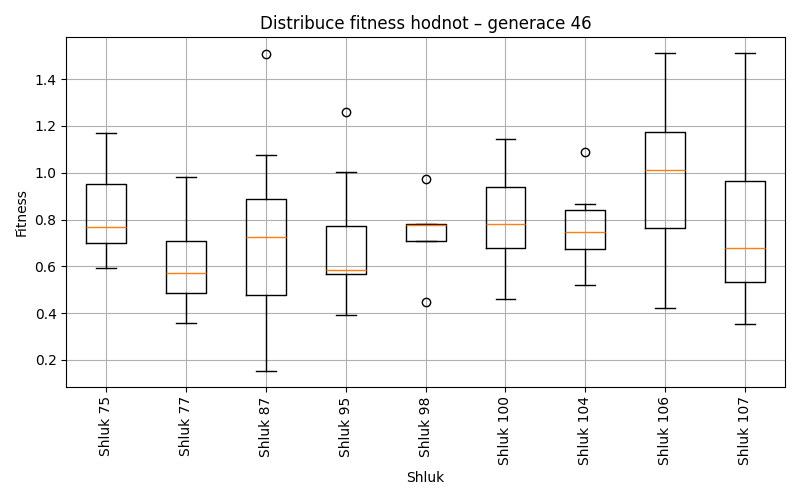 Distribuce fitness hodnot – generace 46
Fitness
1.4
1.2
1.0
0.8
0.6
0.4
0.2
Shluk 75
Shluk 77
Shluk 87
Shluk 95
Shluk 98
Shluk 100
Shluk 104
Shluk 106
Shluk 107
Shluk